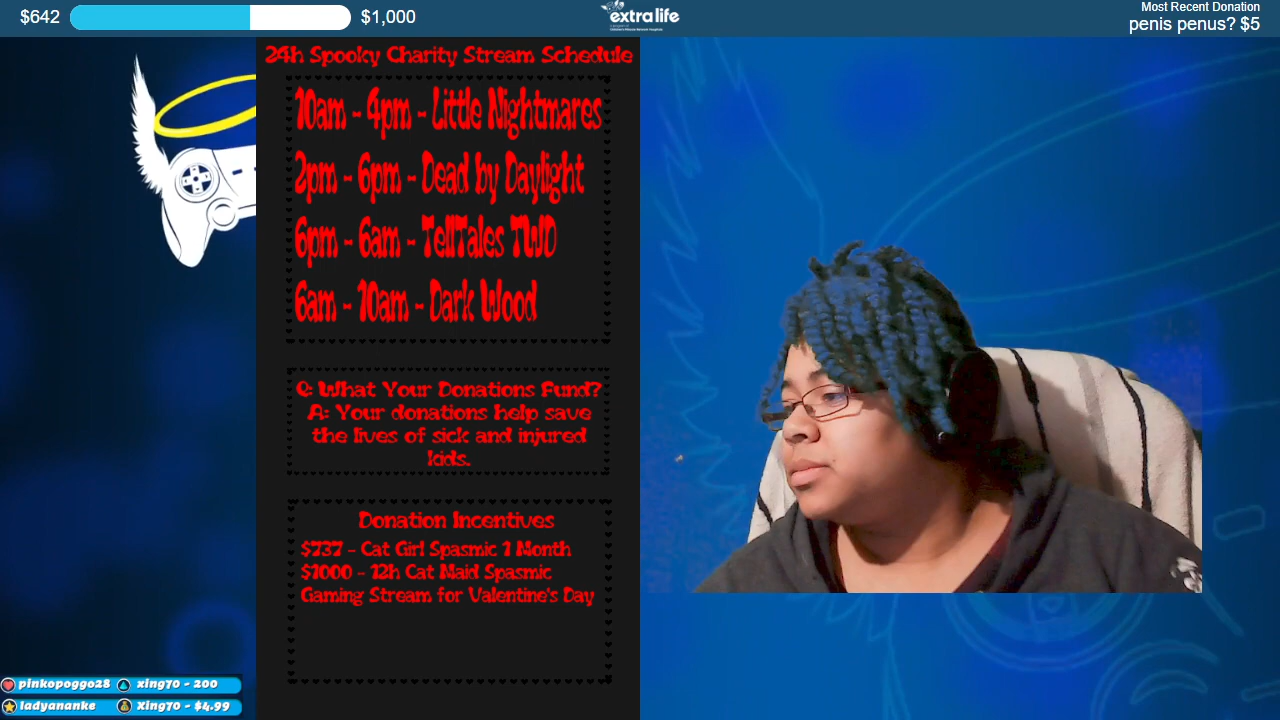 $642
$1,000
extralife
Most Recent Donation
penis penus? $5
24h Spooky Charity Stream Schedule
10am - 4pm - Little Nightmares
2pm - 6pm - Dead by Daylight
6pm - 6am - TellTales TWD
6am - 10am - Dark Wood
Q: What Your Donations Fund?
A: Your donations help save
the lives of sick and injured
kids.
Donation Incentives
$737 - Cat Girl Spasmic 1 Month
$1000 - 12h Cat Maid Spasmic
Gaming Stream for Valentine's Day
pinkopoggo28
xing70 - 200
ladyananke
Xing70 - $4.99